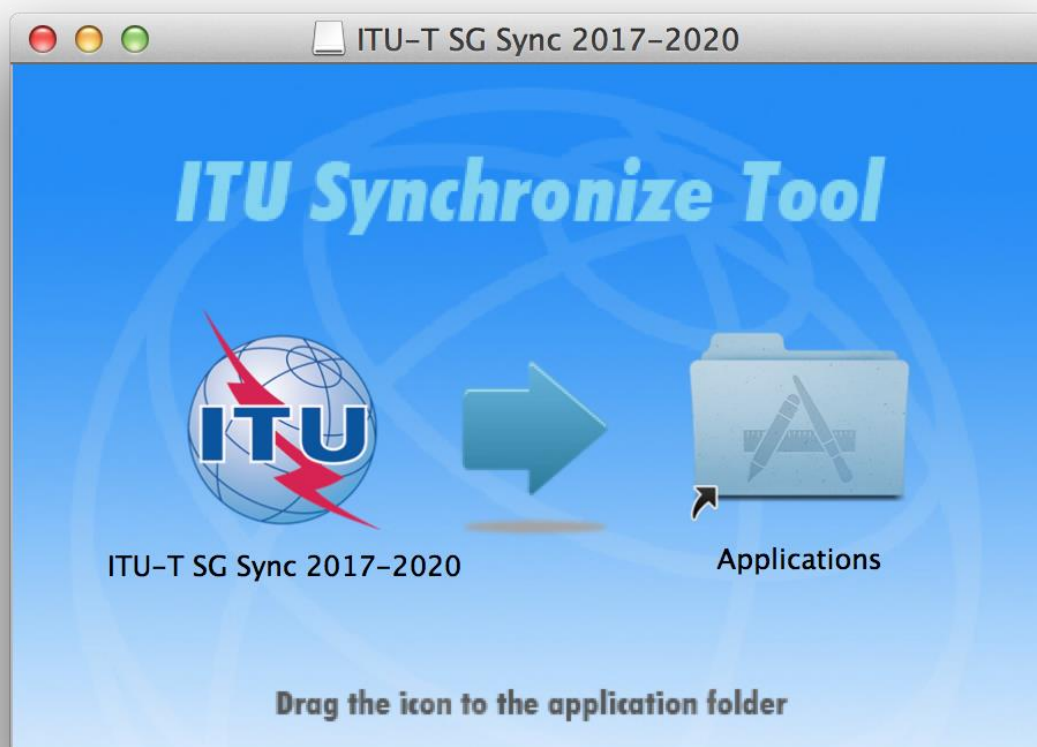 ITU-T SG Sync 2017-2020
ITU Synchronize Tool
ITU
ITU-T SG Sync 2017-2020
Applications
Drag the icon to the application folder